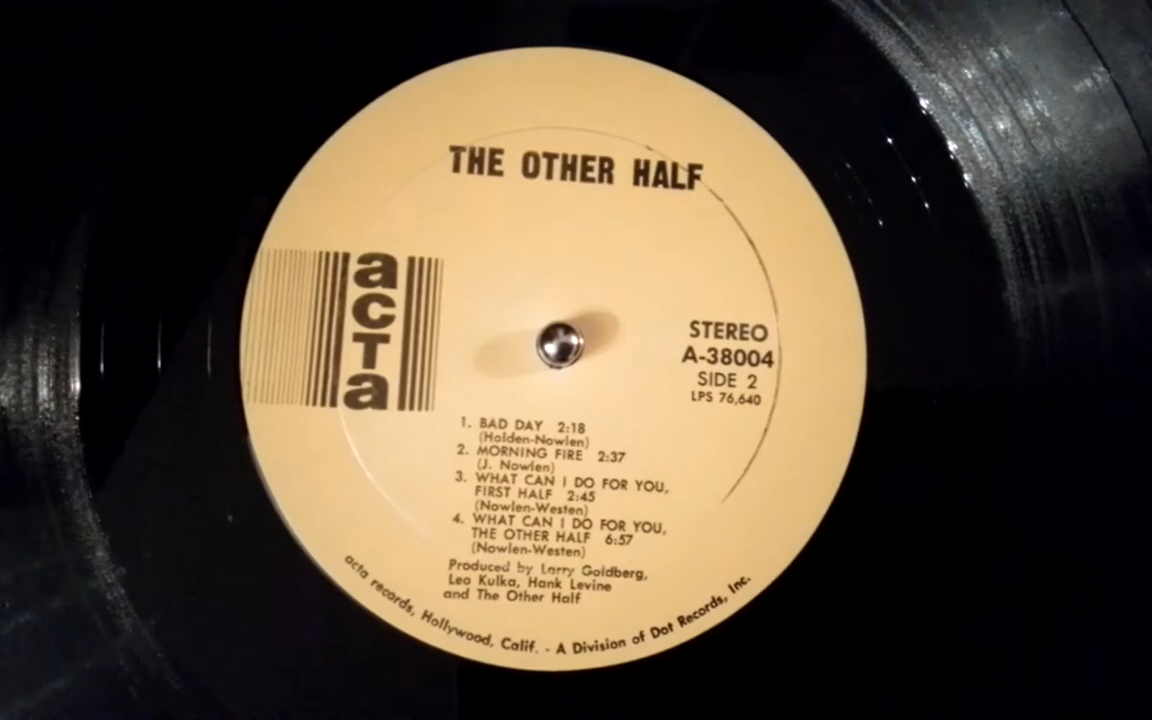 THE OTHER HALF
acTa
STEREO
A-38004
SIDE 2
LPS 76,640
1. BAD DAY 2:18
(Holden-Nowlen)
2. MORNING FIRE 2:37
(J. Nowlen)
3. WHAT CAN I DO FOR YOU,
FIRST HALF 2:45
(Nowlen-Westen)
4. WHAT CAN I DO FOR YOU,
THE OTHER HALF 6:57
(Nowlen-Westen)
Produced by Larry Goldberg,
Leo Kulka, Hank Levine
and The Other Half
acta records, Hollywood, Calif. - A Division of Dot Records, Inc.